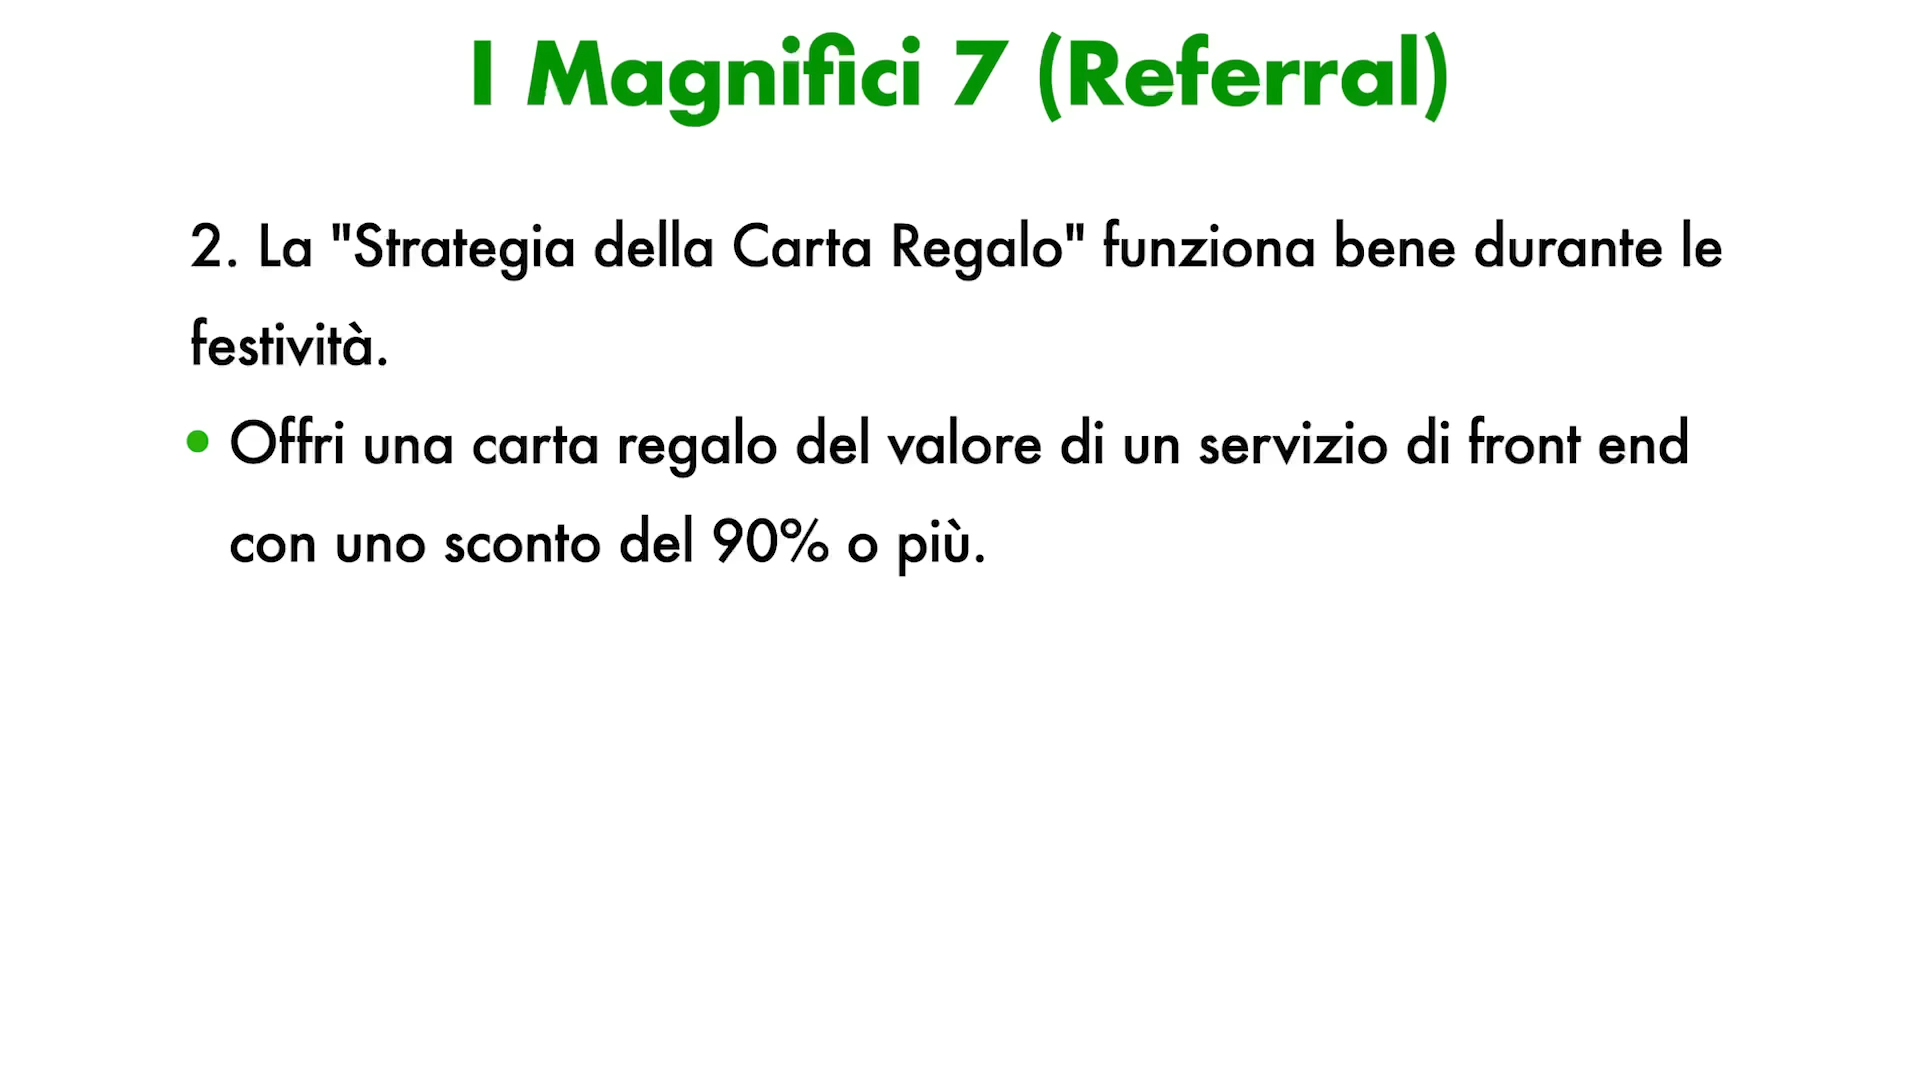 I Magnifici 7 (Referral)
2. La "Strategia della Carta Regalo" funziona bene durante le
festività.
• Offri una carta regalo del valore di un servizio di front end
con uno sconto del 90% o più.